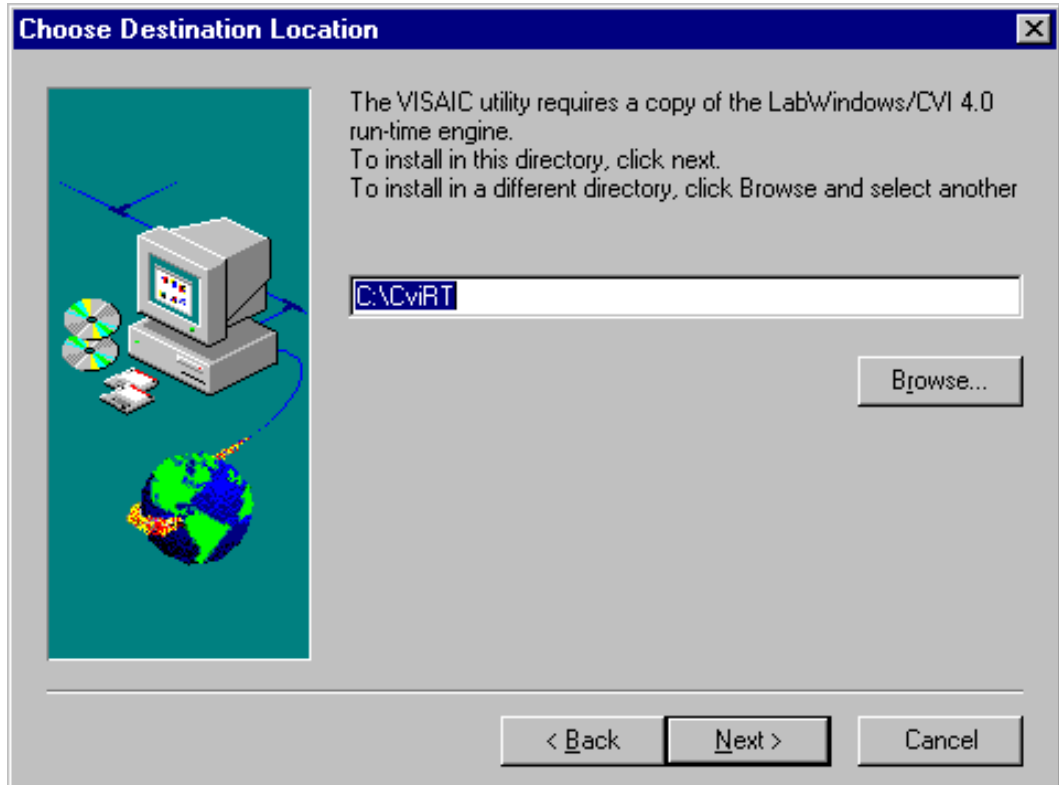 Choose Destination Location
The VISAIC utility requires a copy of the LabWindows/CVI 4.0
run-time engine.
To install in this directory, click next.
To install in a different directory, click Browse and select another
C:\CviRT
Browse...
< Back
Next >
Cancel